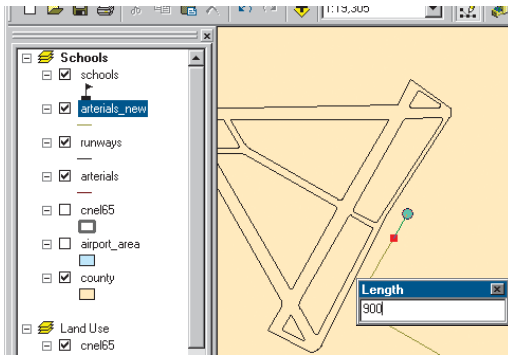 1:19,305
Schools
schools
arterials_new
runways
arterials
cnel65
airport_area
county
Land Use
cnel65
Length
900